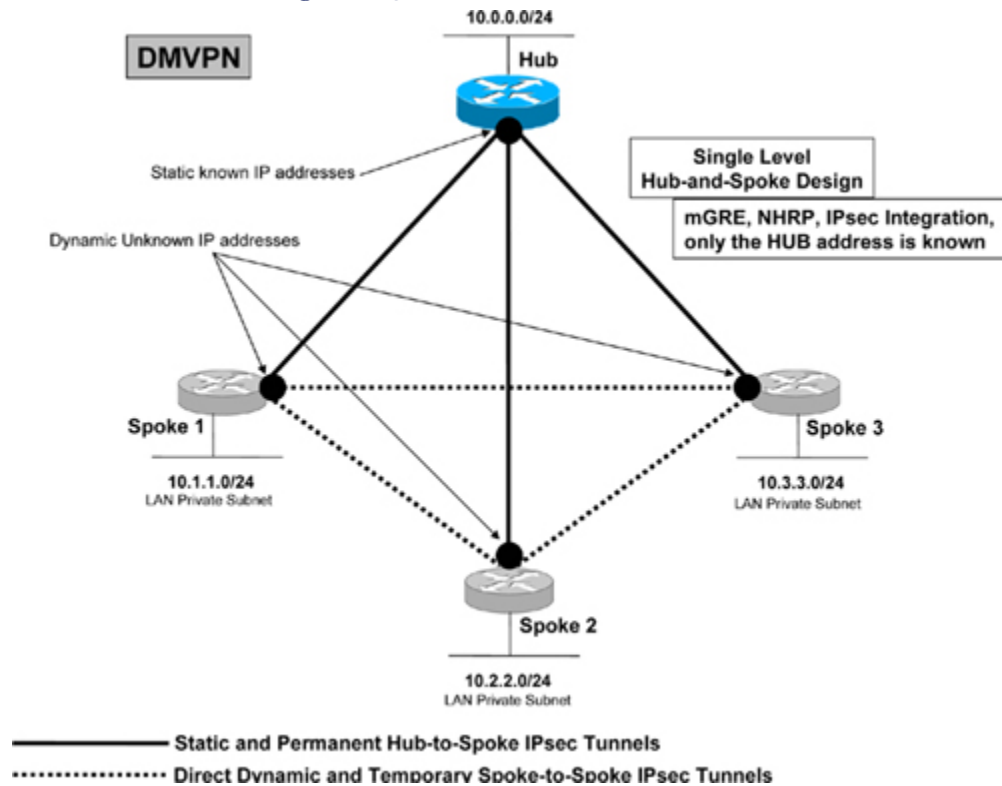 10.0.0.0/24
DMVPN
Hub
Static known IP addresses
Single Level
Hub-and-Spoke Design
mGRE, NHRP, IPsec Integration,
only the HUB address is known
Dynamic Unknown IP addresses
Spoke 1
10.1.1.0/24
LAN Private Subnet
Spoke 3
10.3.3.0/24
LAN Private Subnet
Spoke 2
10.2.2.0/24
LAN Private Subnet
Static and Permanent Hub-to-Spoke IPsec Tunnels
Direct Dynamic and Temporary Spoke-to-Spoke IPsec Tunnels